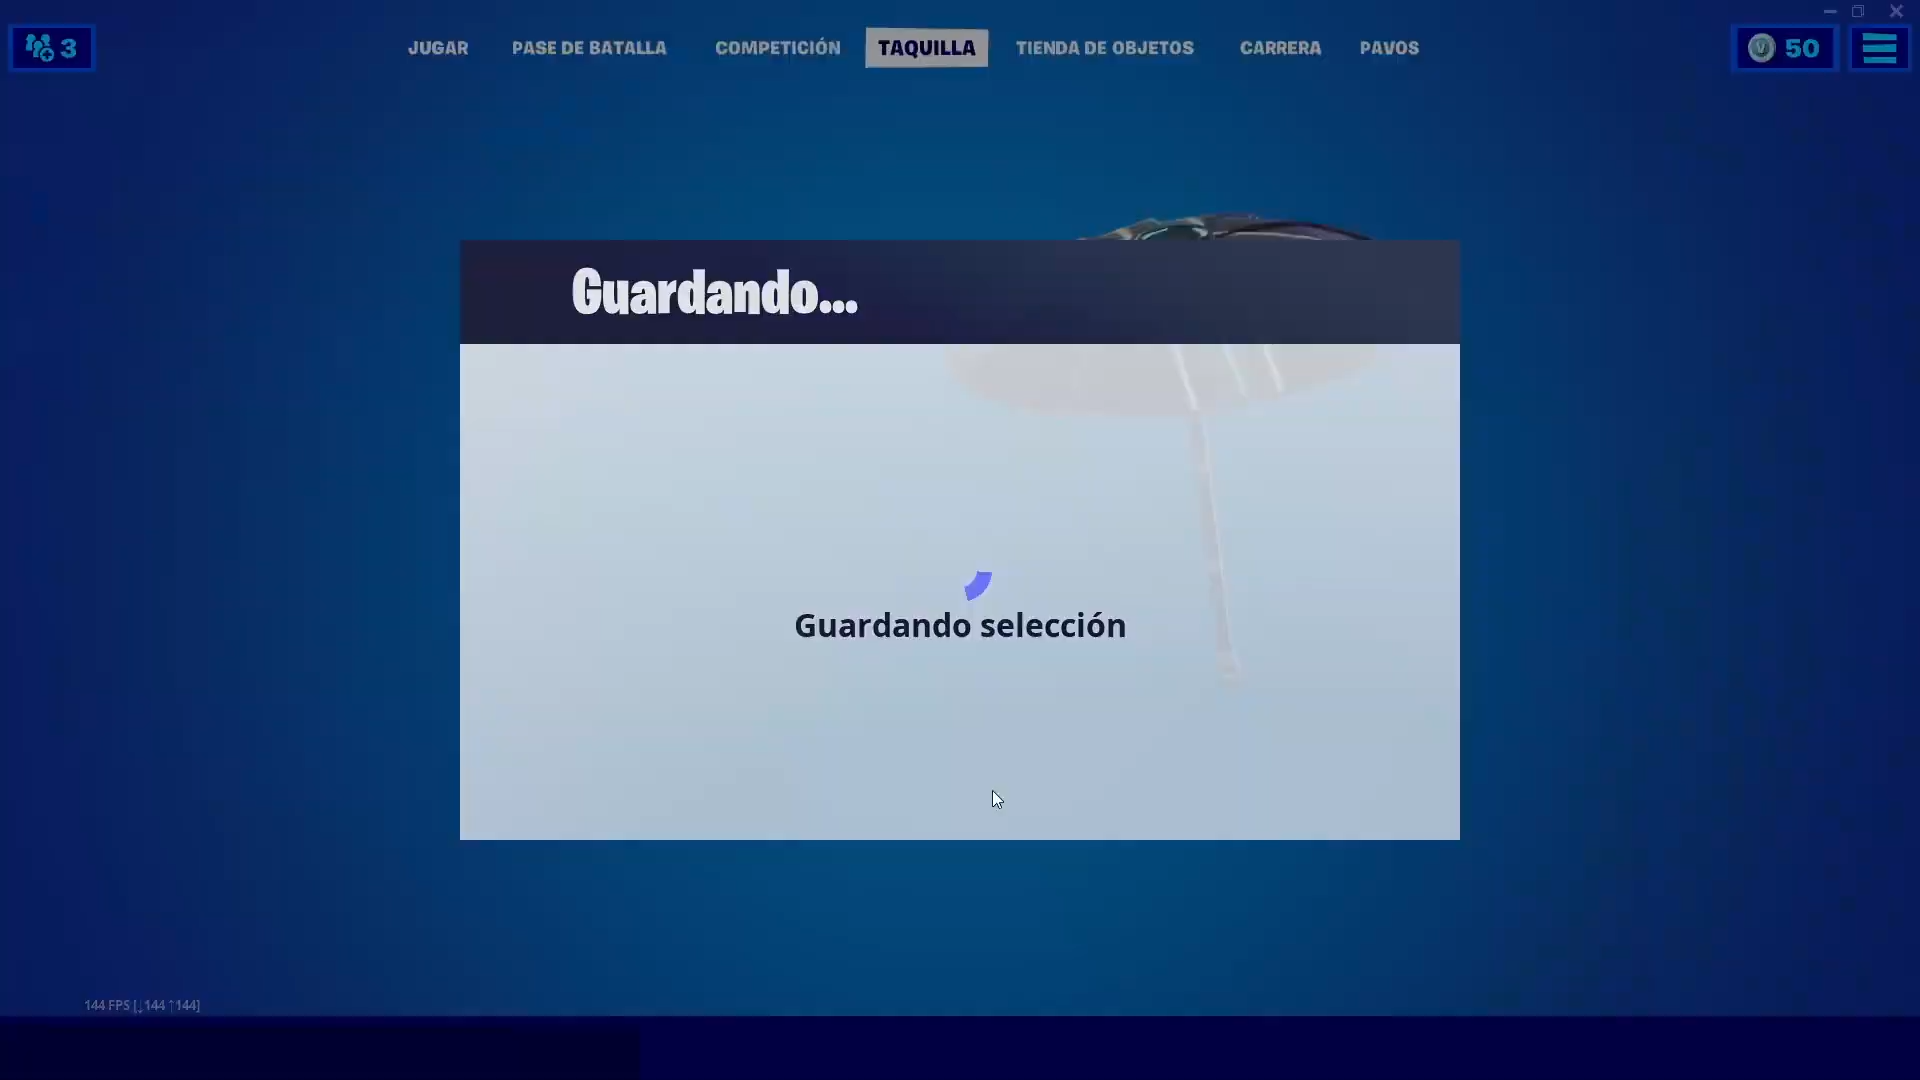 3
JUGAR
PASE DE BATALLA
COMPETICIÓN
TAQUILLA
TIENDA DE OBJETOS
CARRERA
PAVOS
50
Guardando...
Guardando selección
144 FPS [↓144 ↑144]